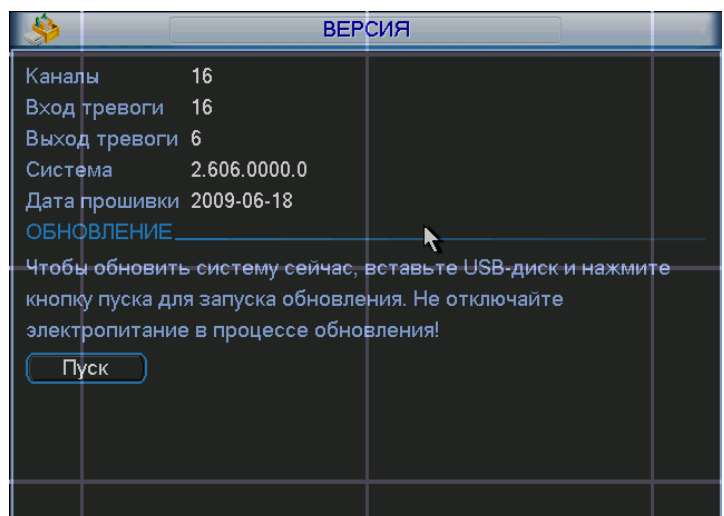 ВЕРСИЯ
Каналы 16
Вход тревоги 16
Выход тревоги 6
Система 2.606.0000.0
Дата прошивки 2009-06-18
ОБНОВЛЕНИЕ
Чтобы обновить систему сейчас, вставьте USB-диск и нажмите
кнопку пуска для запуска обновления. Не отключайте
электропитание в процессе обновления!
Пуск